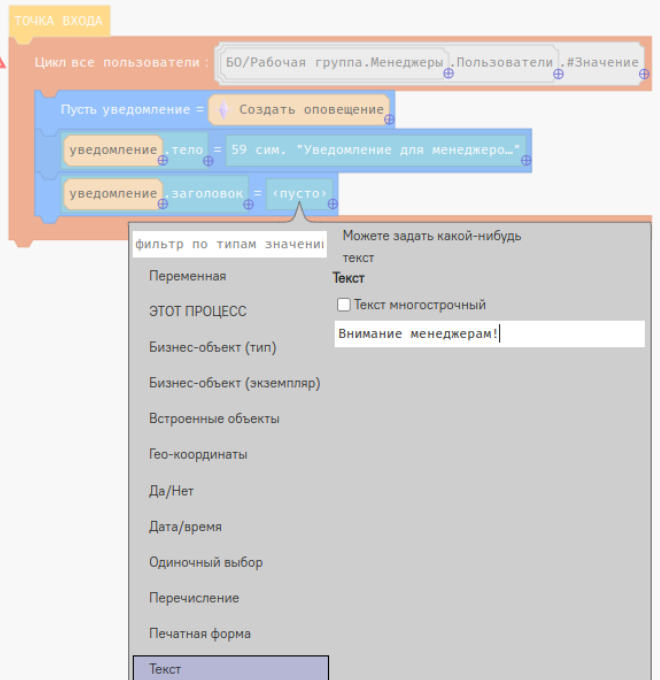 ТОЧКА ВХОДА
Цикл все пользователи : БО/Рабочая группа.Менеджеры .Пользователи .#Значение
Пусть уведомление = Создать оповещение
уведомление .тело = 59 сим. "Уведомление для менеджеро…"
уведомление .заголовок = ‹пусто›
фильтр по типам значени
Переменная
ЭТОТ ПРОЦЕСС
Бизнес-объект (тип)
Бизнес-объект (экземпляр)
Встроенные объекты
Гео-координаты
Да/Нет
Дата/время
Одиночный выбор
Перечисление
Печатная форма
Текст
Можете задать какой-нибудь
текст
Текст
Текст многострочный
Внимание менеджерам!